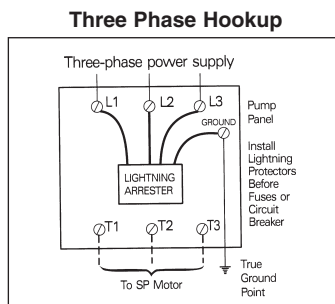 Three Phase Hookup
Three-phase power supply
L1
L2
L3
GROUND
Pump
Panel
Install
Lightning
Protectors
Before
Fuses or
Circuit
Breaker
LIGHTNING
ARRESTER
T1
T2
T3
To SP Motor
True
Ground
Point